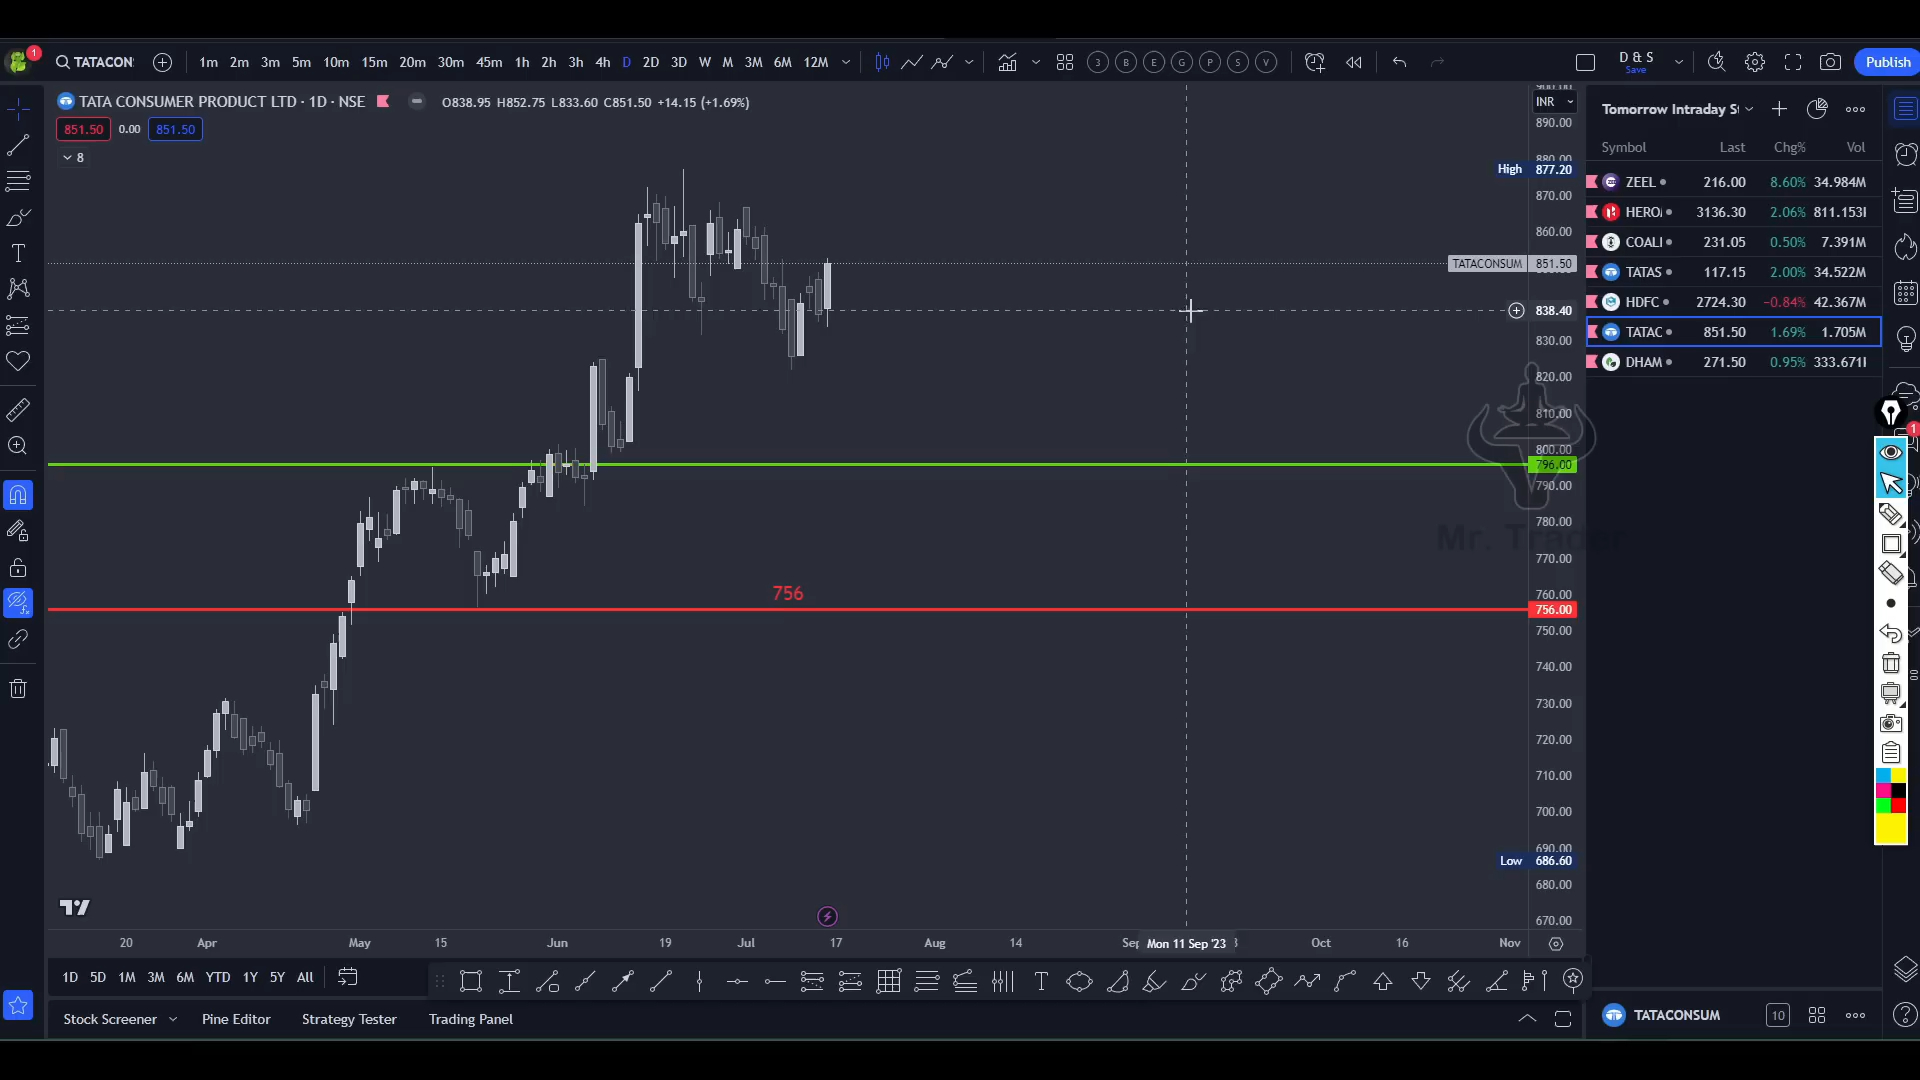 1
TATACON
1m 2m 3m 5m 10m 15m 20m 30m 45m 1h 2h 3h 4h D 2D 3D W M 3M 6M 12M
3 B E G P S V
D & S
Save
Publish
TATA CONSUMER PRODUCT LTD · 1D · NSE
O838.95 H852.75 L833.60 C851.50 +14.15 (+1.69%)
INR
851.50 0.00 851.50
8
890.00
High 877.20
870.00
860.00
TATACONSUM 851.50
838.40
830.00
820.00
810.00
800.00
796.00
790.00
780.00
770.00
760.00
756
756.00
750.00
740.00
730.00
720.00
710.00
700.00
690.00
Low 686.60
680.00
670.00
Mr. Trader
20 Apr May 15 Jun 19 Jul 17 Aug 14 Sep Mon 11 Sep '23 Oct 16 Nov
1D 5D 1M 3M 6M YTD 1Y 5Y All
Stock Screener Pine Editor Strategy Tester Trading Panel
Tomorrow Intraday St
Symbol Last Chg% Vol
ZEEL 216.00 8.60% 34.984M
HERO 3136.30 2.06% 811.153
COALI 231.05 0.50% 7.391M
TATAS 117.15 2.00% 34.522M
HDFC 2724.30 −0.84% 42.367M
TATAC 851.50 1.69% 1.705M
DHAM 271.50 0.95% 333.671
1
TATACONSUM 10